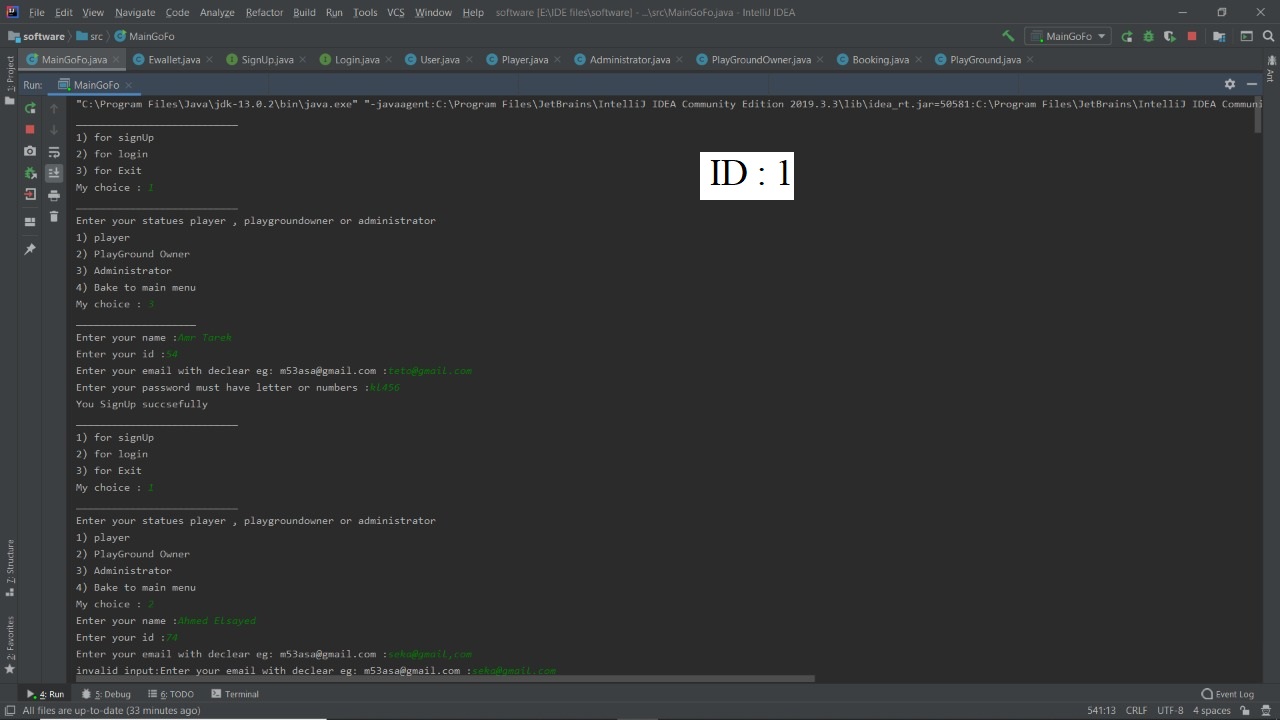 File Edit View Navigate Code Analyze Refactor Build Run Tools VCS Window Help software [E:\IDE files\software] - ...\src\MainGoFo.java - IntelliJ IDEA
software src MainGoFo MainGoFo
MainGoFo.java Ewallet.java SignUp.java Login.java User.java Player.java Administrator.java PlayGroundOwner.java Booking.java PlayGround.java
1: Project
Ant
Run: MainGoFo
"C:\Program Files\Java\jdk-13.0.2\bin\java.exe" "-javaagent:C:\Program Files\JetBrains\IntelliJ IDEA Community Edition 2019.3.3\lib\idea_rt.jar=50581:C:\Program Files\JetBrains\IntelliJ IDEA Communi
___________________________
1) for signUp
2) for login
ID : 1
3) for Exit
My choice : 1
___________________________
Enter your statues player , playgroundowner or administrator
1) player
2) PlayGround Owner
3) Administrator
4) Bake to main menu
My choice : 3
____________________
Enter your name :Amr Tarek
Enter your id :54
Enter your email with declear eg: m53asa@gmail.com :teto@gmail.com
Enter your password must have letter or numbers :kl456
You SignUp succsefully
___________________________
1) for signUp
2) for login
3) for Exit
My choice : 1
___________________________
Enter your statues player , playgroundowner or administrator
1) player
2) PlayGround Owner
3) Administrator
4) Bake to main menu
My choice : 2
Enter your name :Ahmed Elsayed
Enter your id :74
Enter your email with declear eg: m53asa@gmail.com :seka@gmail,com
invalid input:Enter your email with declear eg: m53asa@gmail.com :seka@gmail.com
7: Structure
2: Favorites
4: Run 5: Debug 6: TODO Terminal Event Log
All files are up-to-date (33 minutes ago) 541:13 CRLF UTF-8 4 spaces